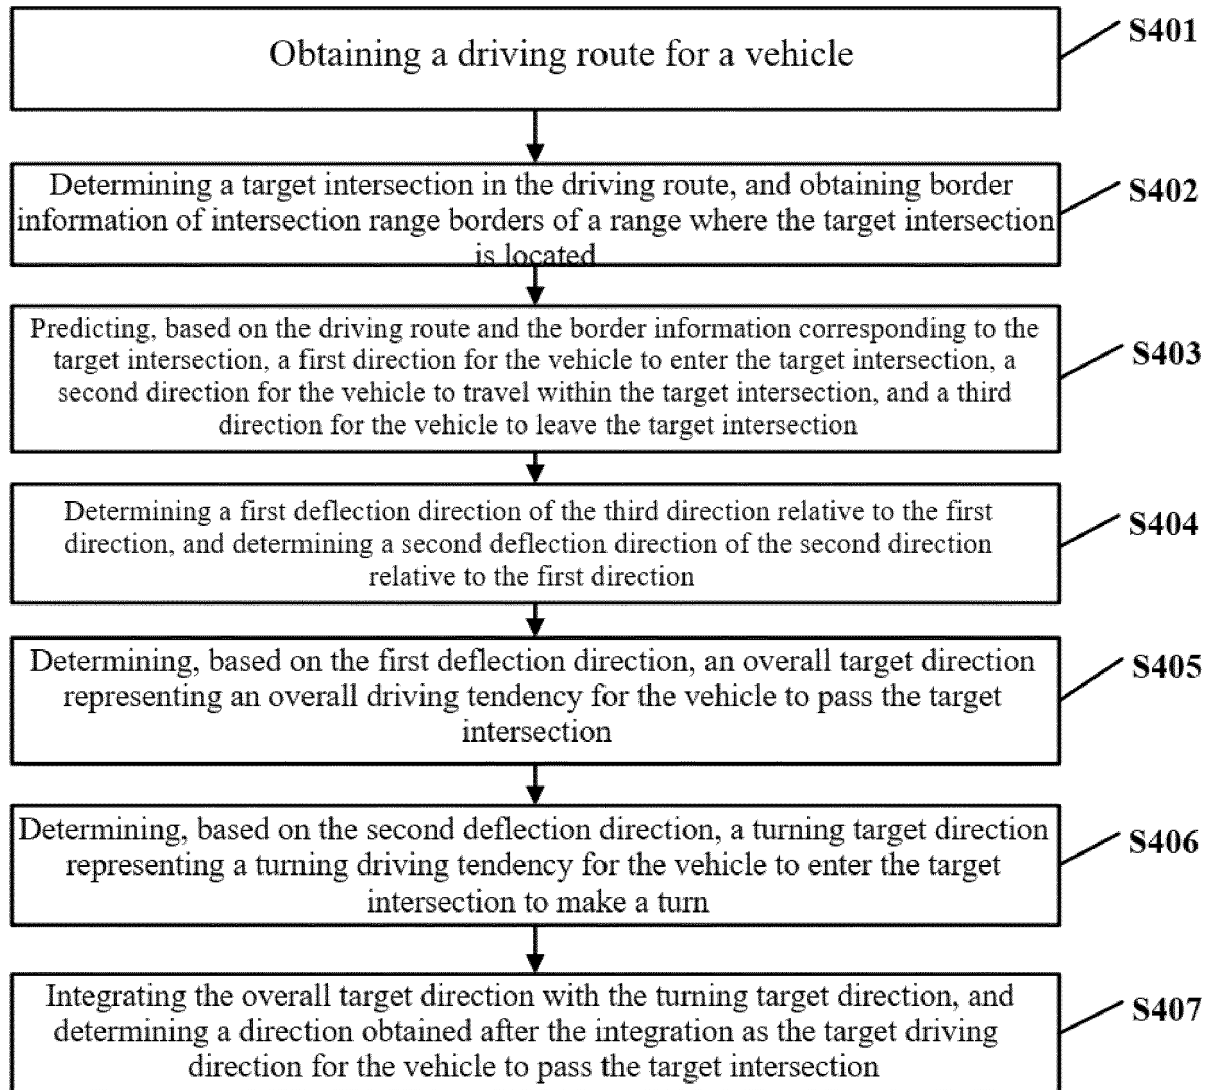 Obtaining a driving route for a vehicle
S401
Determining a target intersection in the driving route, and obtaining border
information of intersection range borders of a range where the target intersection
is located
S402
Predicting, based on the driving route and the border information corresponding to the
target intersection, a first direction for the vehicle to enter the target intersection, a
second direction for the vehicle to travel within the target intersection, and a third
direction for the vehicle to leave the target intersection
S403
Determining a first deflection direction of the third direction relative to the first
direction, and determining a second deflection direction of the second direction
relative to the first direction
S404
Determining, based on the first deflection direction, an overall target direction
representing an overall driving tendency for the vehicle to pass the target
intersection
S405
Determining, based on the second deflection direction, a turning target direction
representing a turning driving tendency for the vehicle to enter the target
intersection to make a turn
S406
Integrating the overall target direction with the turning target direction, and
determining a direction obtained after the integration as the target driving
direction for the vehicle to pass the target intersection
S407